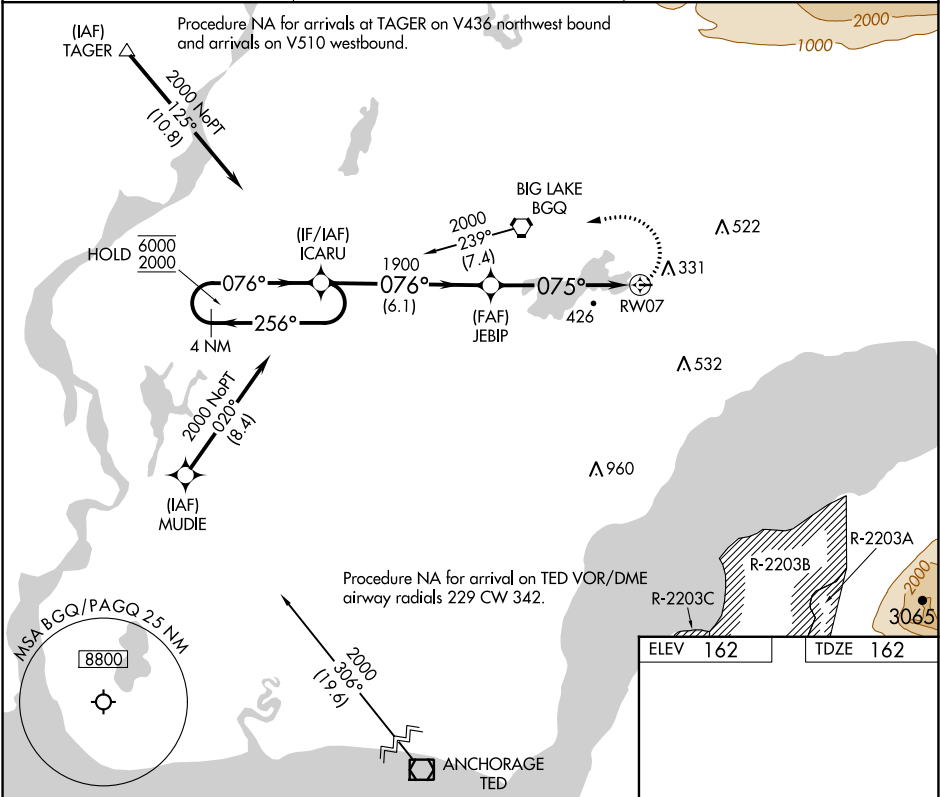 Procedure NA for arrivals at TAGER on V436 northwest bound
and arrivals on V510 westbound.
(IAF)
TAGER
2000
1000
2000 NoPT
125°
(10.8)
BIG LAKE
BGQ
2000
239°
(7.4)
522
331
HOLD
6000
2000
(IF/IAF)
ICARU
076°
1900
076°
(6.1)
075°
RW07
426
(FAF)
JEBIP
256°
4 NM
532
2000 NoPT
020°
(8.4)
960
(IAF)
MUDIE
R-2203A
R-2203B
R-2203C
2000
3065
Procedure NA for arrival on TED VOR/DME
airway radials 229 CW 342.
MSA BGQ/PAGQ 25 NM
8800
2000
306°
(19.6)
ANCHORAGE
TED
ELEV 162
TDZE 162